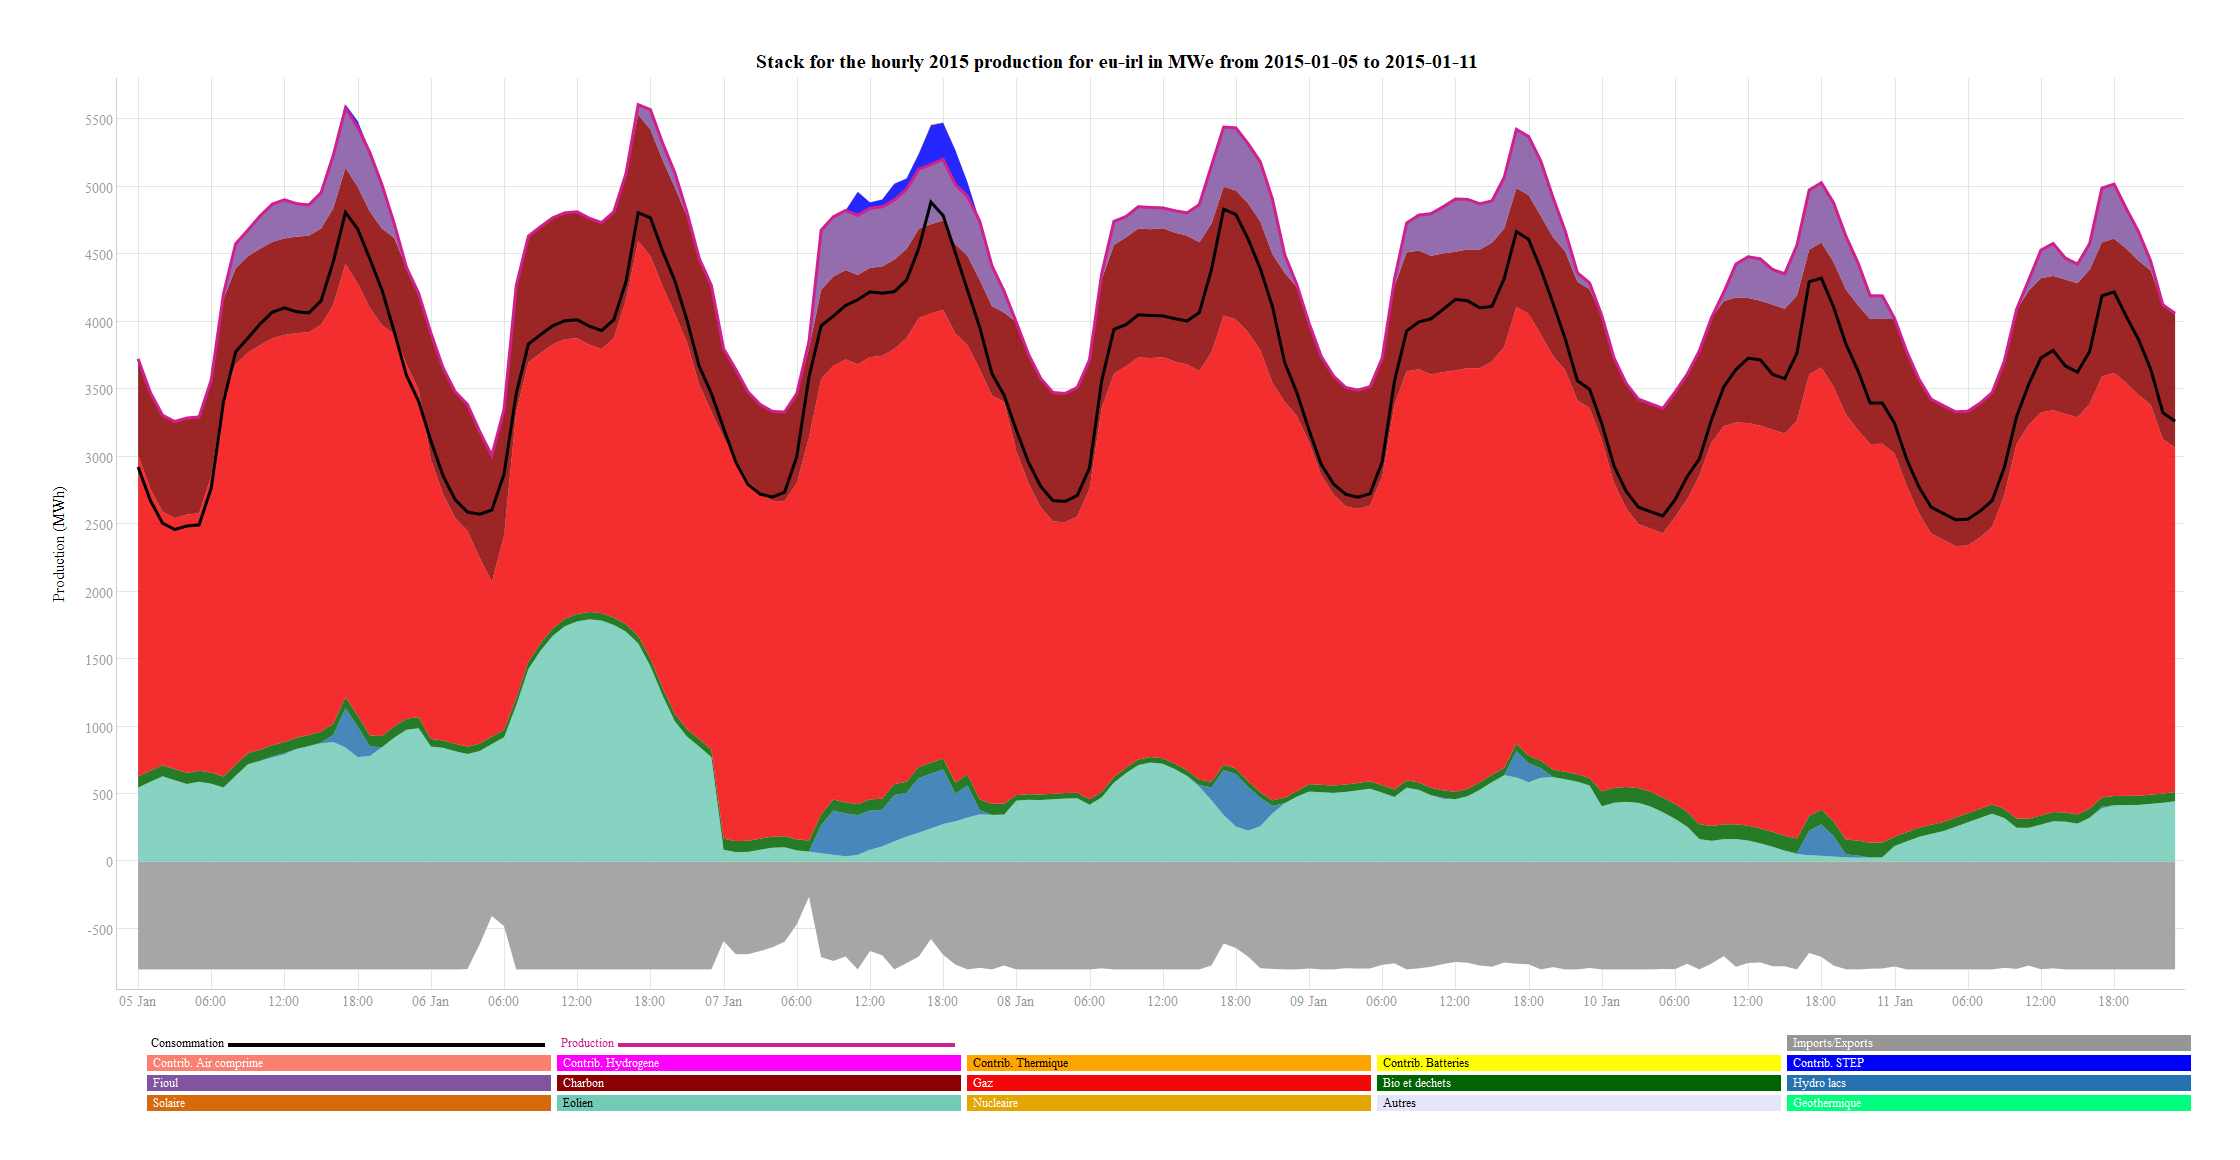 Stack for the hourly 2015 production for eu-irl in MWe from 2015-01-05 to 2015-01-11
Production (MWh)
5500
5000
4500
4000
3500
3000
2500
2000
1500
1000
500
0
-500
05 Jan 06:00 12:00 18:00 06 Jan 06:00 12:00 18:00 07 Jan 06:00 12:00 18:00 08 Jan 06:00 12:00 18:00 09 Jan 06:00 12:00 18:00 10 Jan 06:00 12:00 18:00 11 Jan 06:00 12:00 18:00
Consommation Production Imports/Exports
Contrib. Air comprime Contrib. Hydrogene Contrib. Thermique Contrib. Batteries Contrib. STEP
Fioul Charbon Gaz Bio et dechets Hydro lacs
Solaire Eolien Nucleaire Autres Geothermique